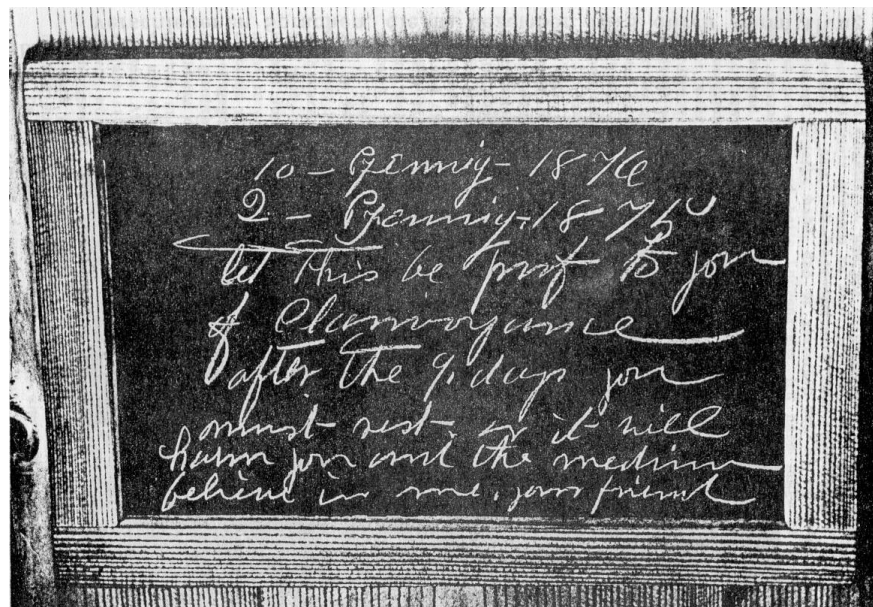 10 — Pfennig — 1876
2 — Pfennig. 1875
let this be proof to you
of Clairvoyance
after the 9. days you
must rest. or it will
harm you and the medium
believe in me. your friend